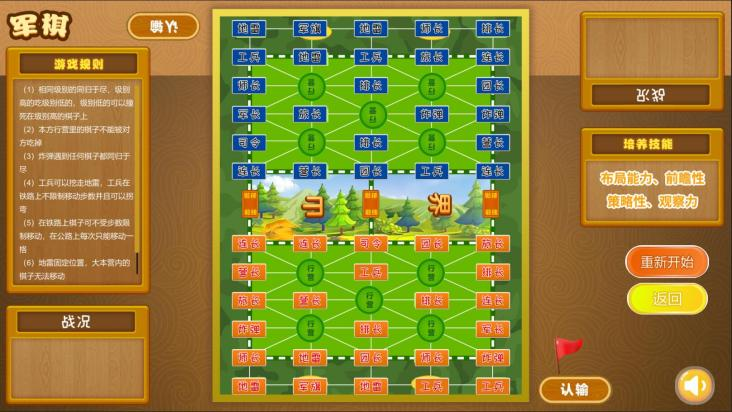 军棋
认输
游戏规则
（1）相同级别的同归于尽，级别
高的吃级别低的，级别低的可以撞
死在级别高的棋子上
（2）本方行营里的棋子不能被对
方吃掉
（3）炸弹遇到任何棋子都同归于
尽
（4）工兵可以挖走地雷，工兵在
铁路上不限制移动步数并且可以拐
弯
（5）在铁路上棋子可不受步数限
制移动，在公路上每次只能移动一
格
（6）地雷固定位置，大本营内的
棋子无法移动
战况
地雷 军旗 地雷 师长 排长
工兵 地雷 工兵 旅长 连长
师长 行营 排长 行营 团长
军长 旅长 行营 炸弹 炸弹
司令 行营 排长 行营 营长
连长 营长 团长 工兵 连长
山 界
连长 连长 司令 团长 旅长
营长 行营 工兵 行营 排长
旅长 营长 行营 排长 连长
炸弹 行营 排长 行营 军长
师长 地雷 团长 师长 炸弹
地雷 军旗 地雷 工兵 工兵
战况
培养技能
布局能力、前瞻性
策略性、观察力
重新开始
返回
认输